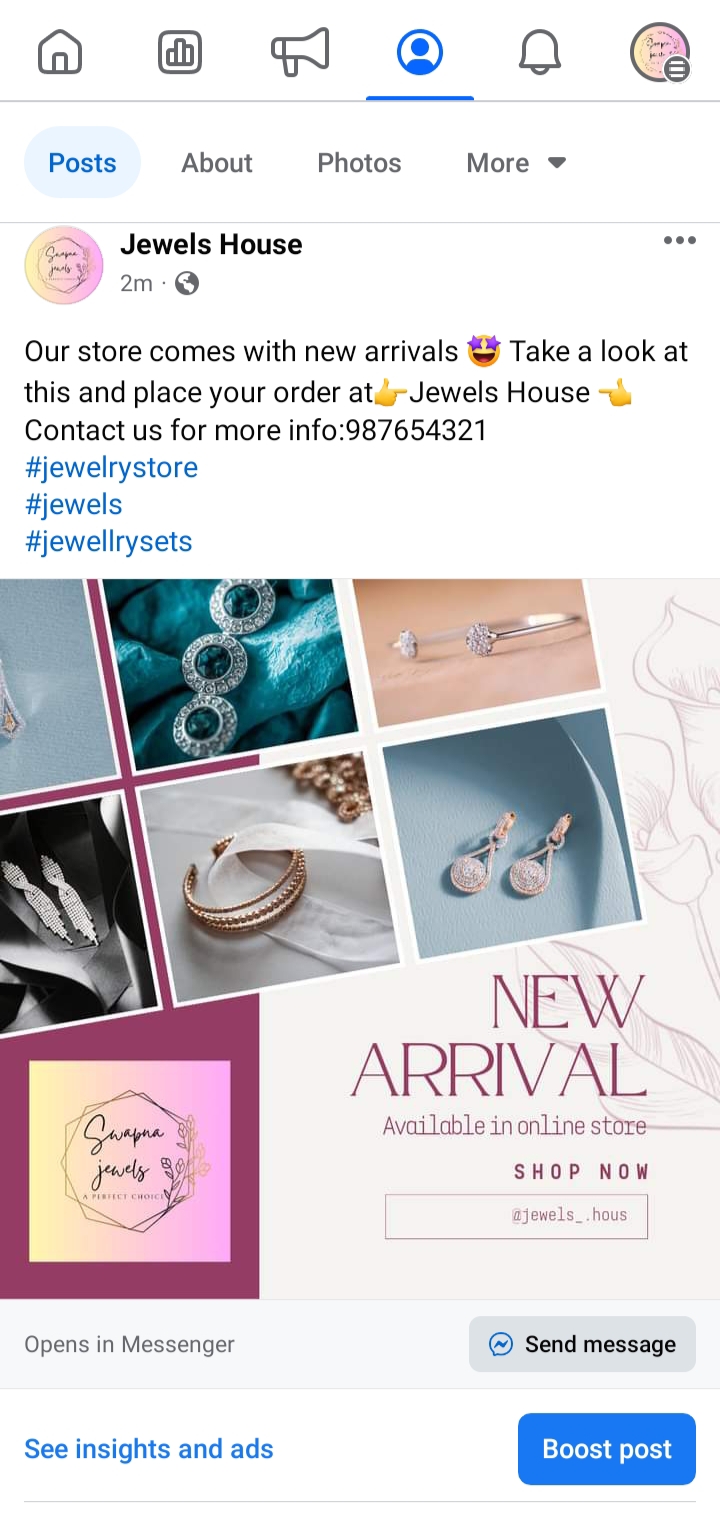 Posts About Photos More
Jewels House
2m ·
Swapna
jewels
Our store comes with new arrivals 🤩 Take a look at
this and place your order at👉Jewels House 👈
Contact us for more info:987654321
#jewelrystore
#jewels
#jewellrysets
NEW
ARRIVAL
Available in online store
SHOP NOW
@jewels_.hous
Swapna
jewels
A PERFECT CHOICE
Opens in Messenger
Send message
See insights and ads
Boost post